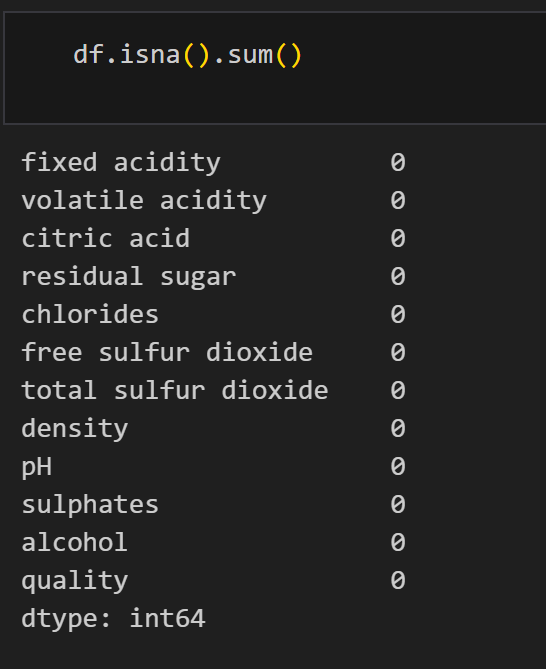 df.isna().sum()
fixed acidity 0
volatile acidity 0
citric acid 0
residual sugar 0
chlorides 0
free sulfur dioxide 0
total sulfur dioxide 0
density 0
pH 0
sulphates 0
alcohol 0
quality 0
dtype: int64